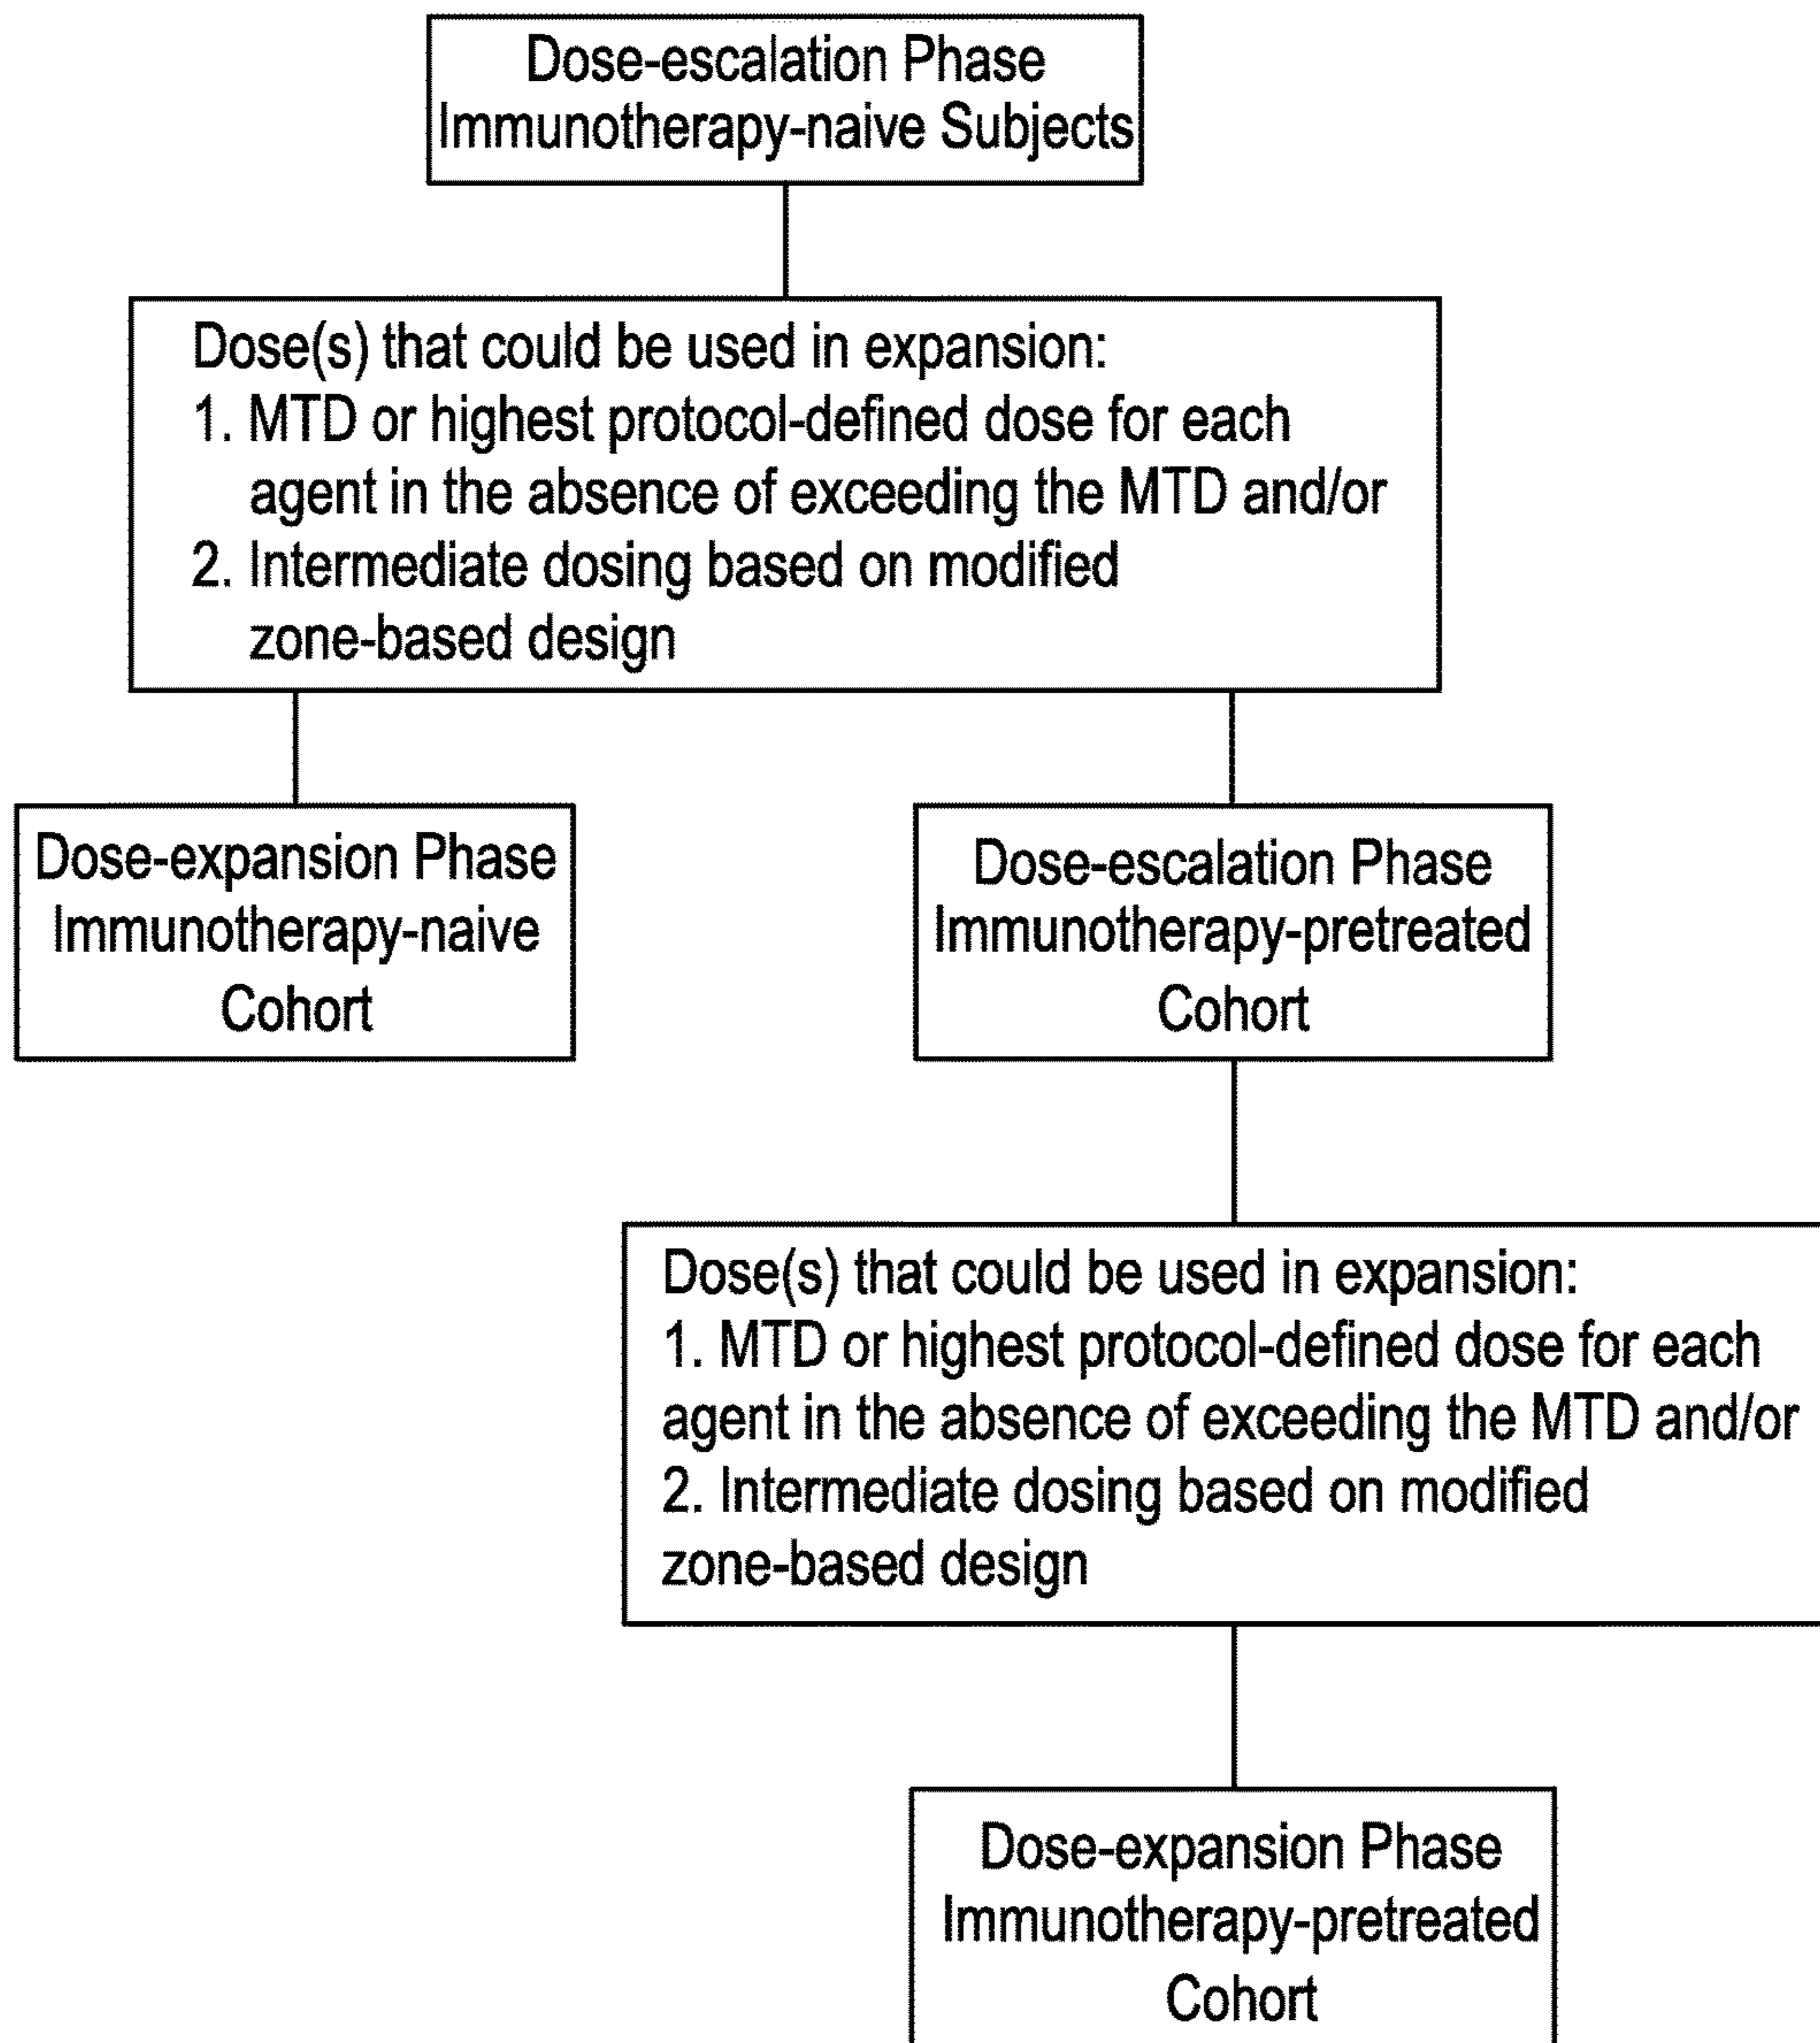 Dose-escalation Phase
Immunotherapy-naive Subjects
Dose(s) that could be used in expansion:
1. MTD or highest protocol-defined dose for each
agent in the absence of exceeding the MTD and/or
2. Intermediate dosing based on modified
zone-based design
Dose-expansion Phase
Immunotherapy-naive
Cohort
Dose-escalation Phase
Immunotherapy-pretreated
Cohort
Dose(s) that could be used in expansion:
1. MTD or highest protocol-defined dose for each
agent in the absence of exceeding the MTD and/or
2. Intermediate dosing based on modified
zone-based design
Dose-expansion Phase
Immunotherapy-pretreated
Cohort